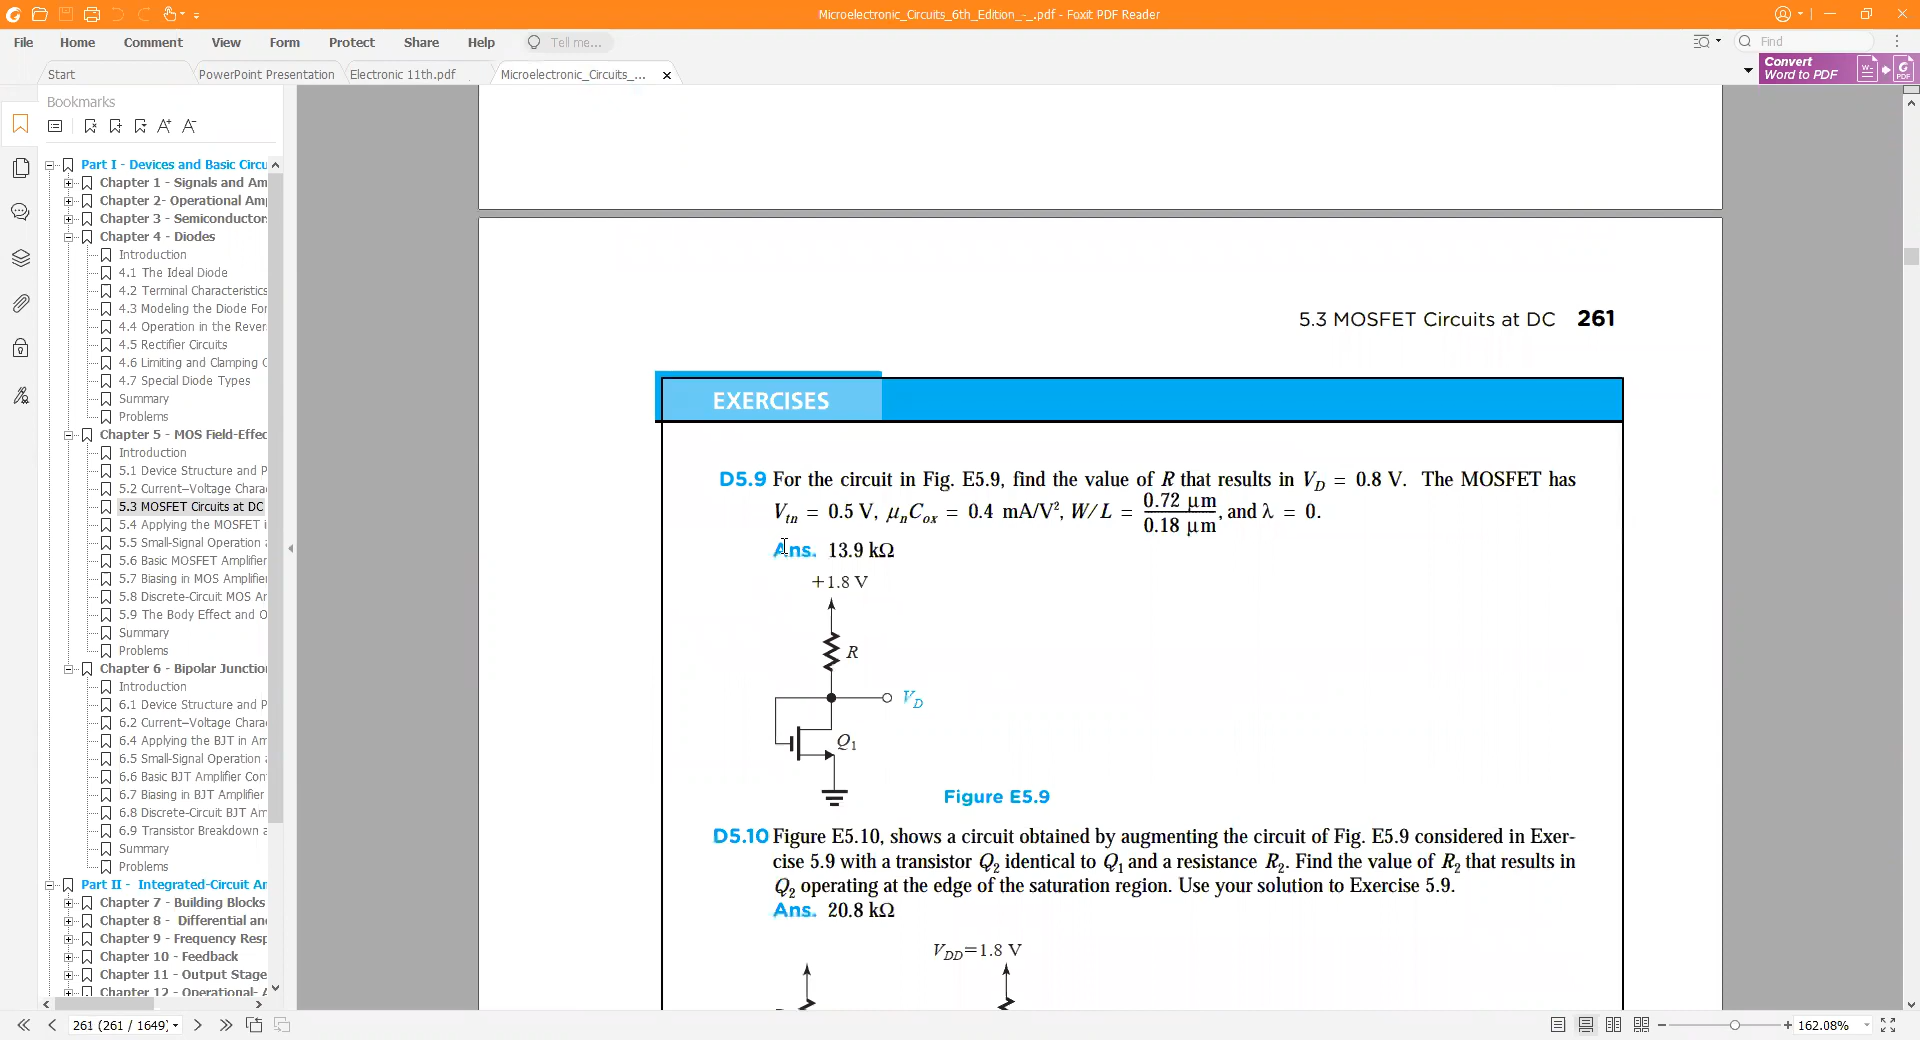 Microelectronic_Circuits_6th_Edition_-_.pdf - Foxit PDF Reader
File Home Comment View Form Protect Share Help Tell me... Find
Start PowerPoint Presentation Electronic 11th.pdf Microelectronic_Circuits_...
Convert
Word to PDF
Bookmarks
Part I - Devices and Basic Circu
Chapter 1 - Signals and Am
Chapter 2- Operational Am
Chapter 3 - Semiconductor
Chapter 4 - Diodes
Introduction
4.1 The Ideal Diode
4.2 Terminal Characteristics
4.3 Modeling the Diode For
4.4 Operation in the Rever
4.5 Rectifier Circuits
4.6 Limiting and Clamping C
4.7 Special Diode Types
Summary
Problems
Chapter 5 - MOS Field-Effec
Introduction
5.1 Device Structure and P
5.2 Current–Voltage Chara
5.3 MOSFET Circuits at DC
5.4 Applying the MOSFET i
5.5 Small-Signal Operation a
5.6 Basic MOSFET Amplifier
5.7 Biasing in MOS Amplifie
5.8 Discrete-Circuit MOS Ar
5.9 The Body Effect and O
Summary
Problems
Chapter 6 - Bipolar Junctio
Introduction
6.1 Device Structure and P
6.2 Current–Voltage Charac
6.4 Applying the BJT in Am
6.5 Small-Signal Operation a
6.6 Basic BJT Amplifier Con
6.7 Biasing in BJT Amplifier
6.8 Discrete-Circuit BJT Am
6.9 Transistor Breakdown a
Summary
Problems
Part II - Integrated-Circuit Ar
Chapter 7 - Building Blocks
Chapter 8 - Differential and
Chapter 9 - Frequency Resp
Chapter 10 - Feedback
Chapter 11 - Output Stage
Chapter 12 - Operational- A
5.3 MOSFET Circuits at DC 261
EXERCISES
D5.9 For the circuit in Fig. E5.9, find the value of R that results in V_D = 0.8 V. The MOSFET has
V_tn = 0.5 V, μ_nC_ox = 0.4 mA/V², W/L = 0.72 μm / 0.18 μm, and λ = 0.
Ans. 13.9 kΩ
+1.8 V
R
V_D
Q₁
Figure E5.9
D5.10 Figure E5.10, shows a circuit obtained by augmenting the circuit of Fig. E5.9 considered in Exer-
cise 5.9 with a transistor Q₂ identical to Q₁ and a resistance R₂. Find the value of R₂ that results in
Q₂ operating at the edge of the saturation region. Use your solution to Exercise 5.9.
Ans. 20.8 kΩ
V_DD=1.8 V
261 (261 / 1649)
162.08%